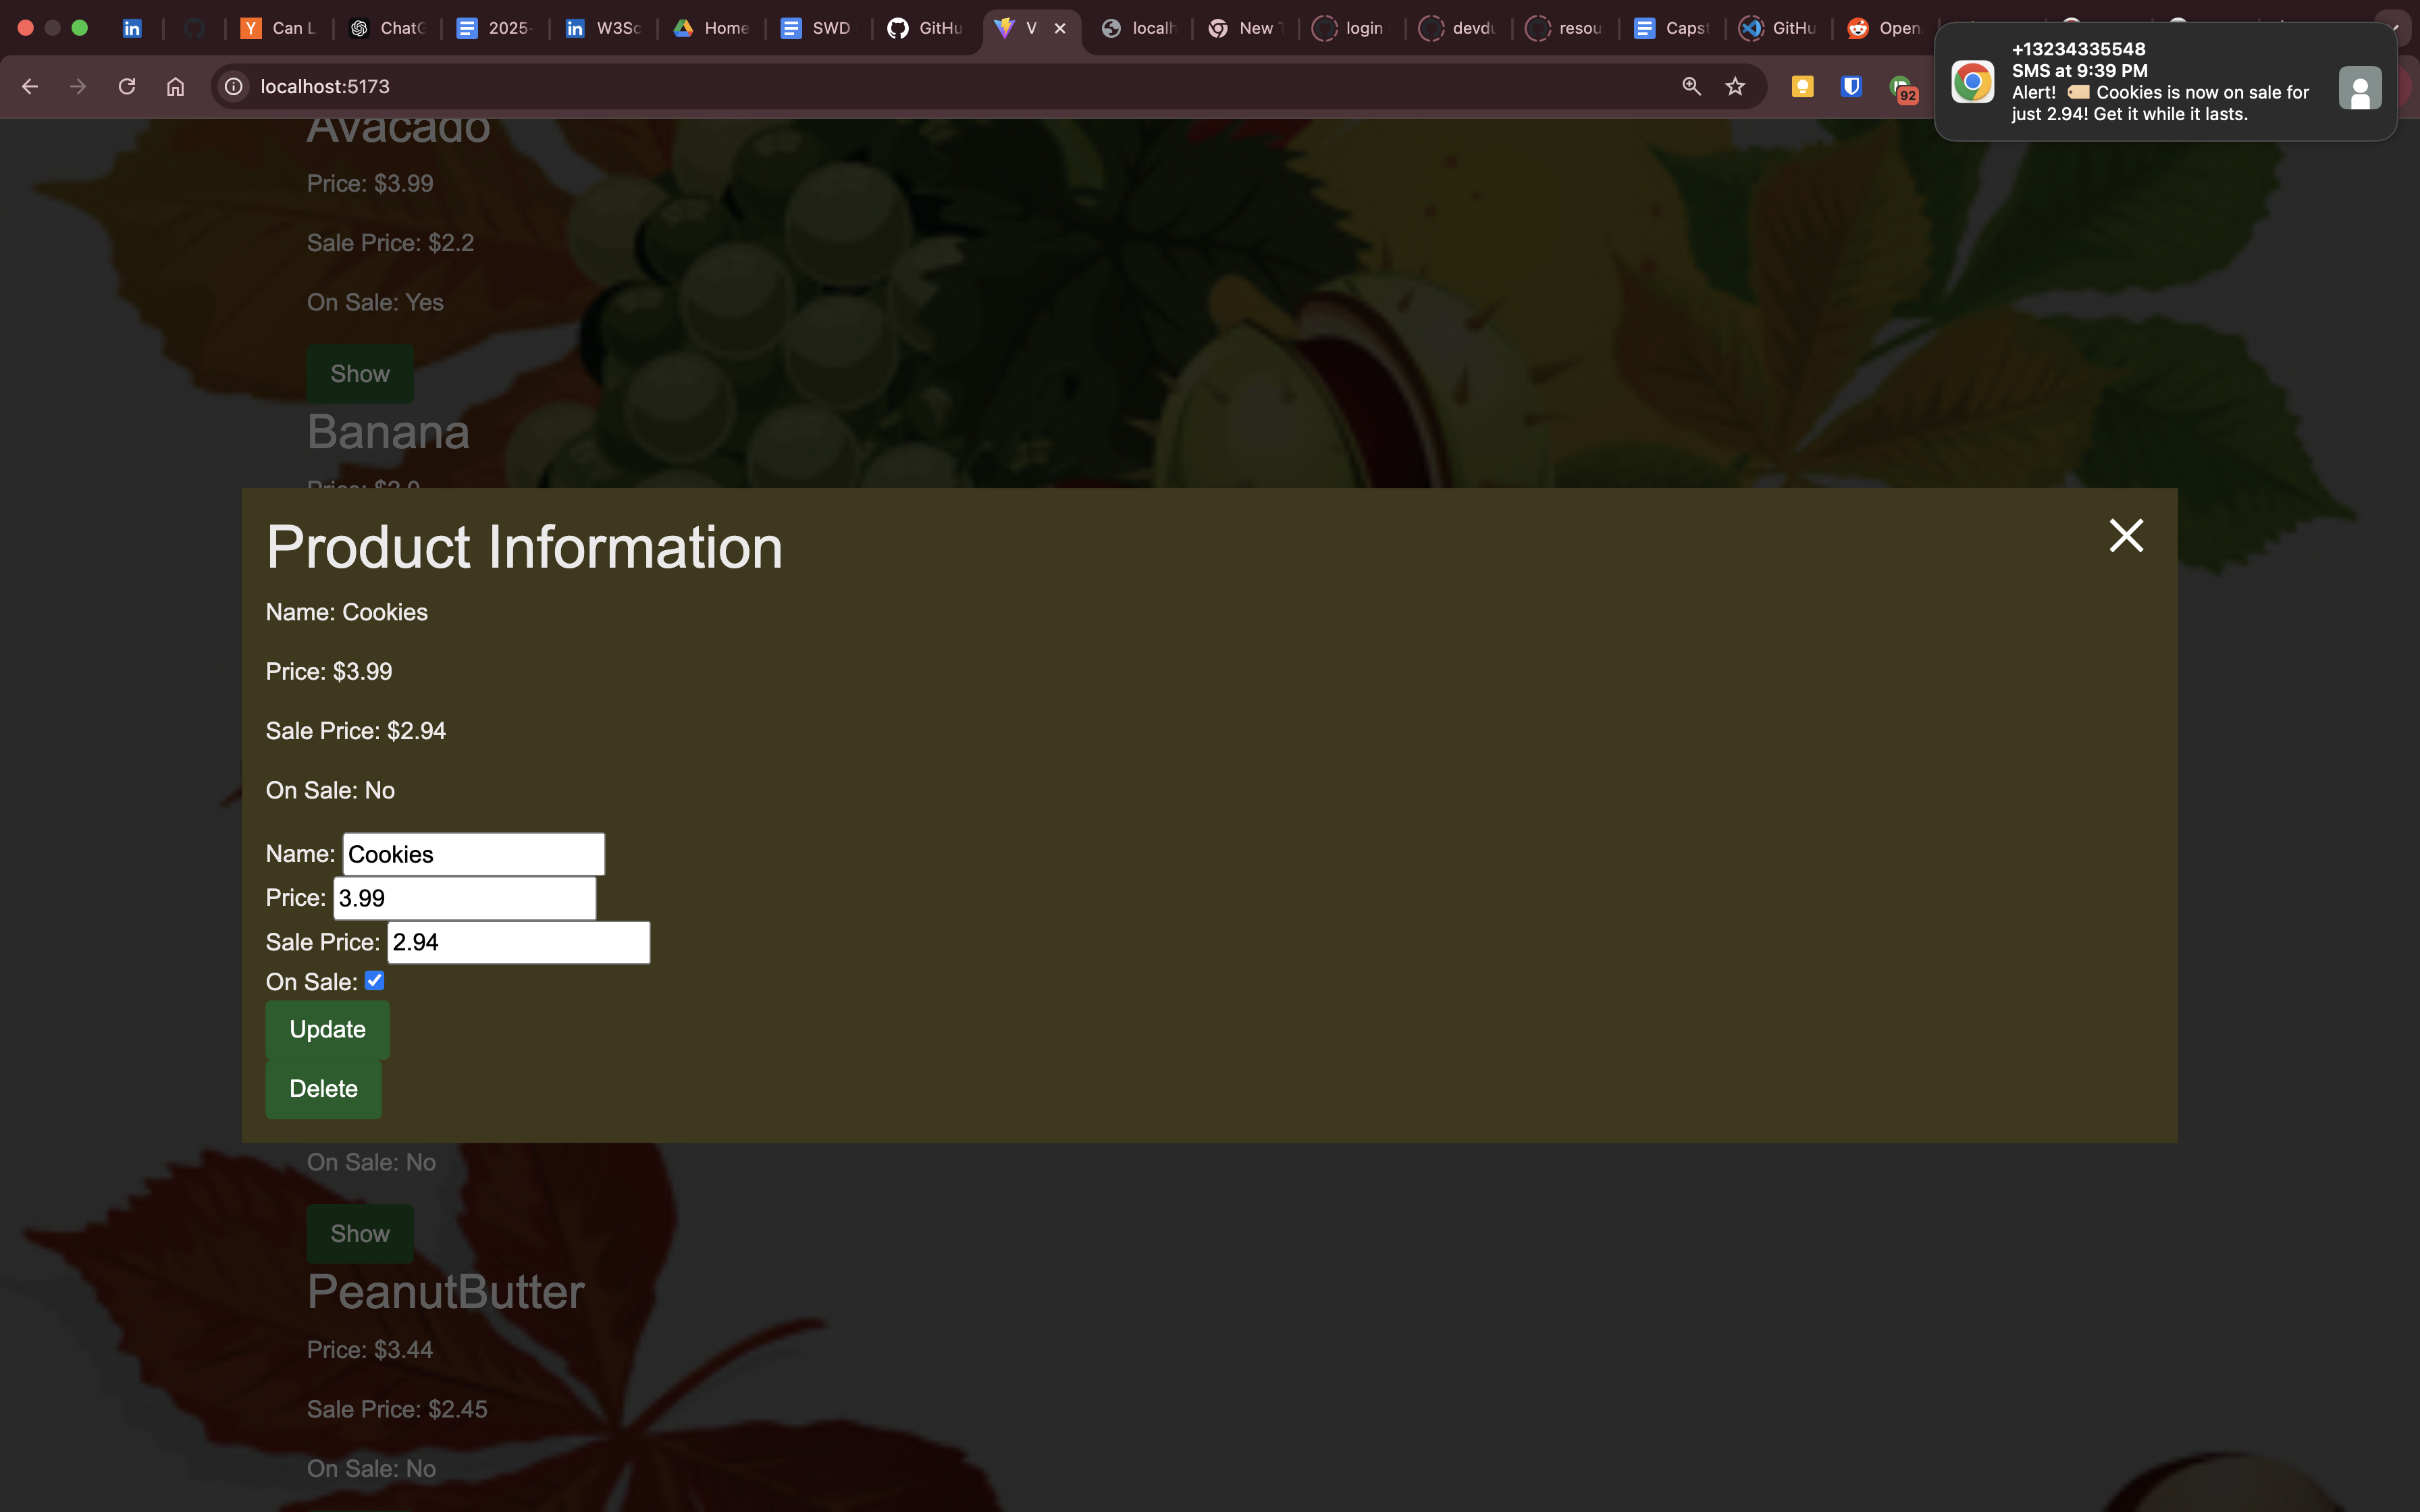 Can L
ChatG
2025-
W3Sc
Home
SWD
GitHu
V
localh
New T
login
devdu
resou
Capst
GitHu
Open
localhost:5173
92
+13234335548
SMS at 9:39 PM
Alert! 🏷️ Cookies is now on sale for
just 2.94! Get it while it lasts.
Avacado
Price: $3.99
Sale Price: $2.2
On Sale: Yes
Show
Banana
Price: $2.0
Product Information
Name: Cookies
Price: $3.99
Sale Price: $2.94
On Sale: No
Name: Cookies
Price: 3.99
Sale Price: 2.94
On Sale:
Update
Delete
On Sale: No
Show
PeanutButter
Price: $3.44
Sale Price: $2.45
On Sale: No